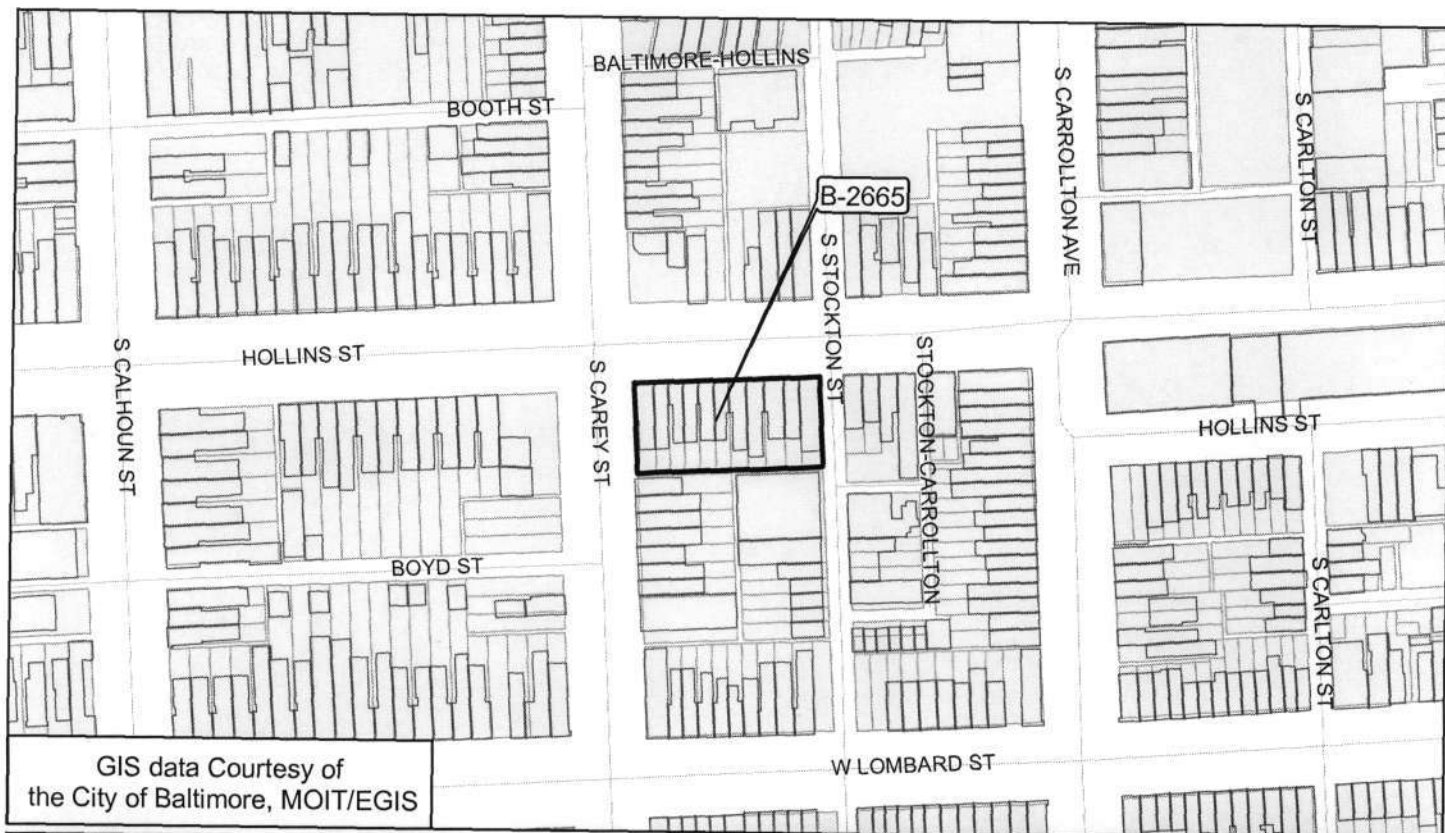 BALTIMORE-HOLLINS
BOOTH ST
S CARROLLTON AVE
S CARLTON ST
B-2665
S STOCKTON ST
HOLLINS ST
S CALHOUN ST
S CAREY ST
STOCKTON-CARROLLTON
HOLLINS ST
BOYD ST
S CARLTON ST
W LOMBARD ST
GIS data Courtesy of
the City of Baltimore, MOIT/EGIS